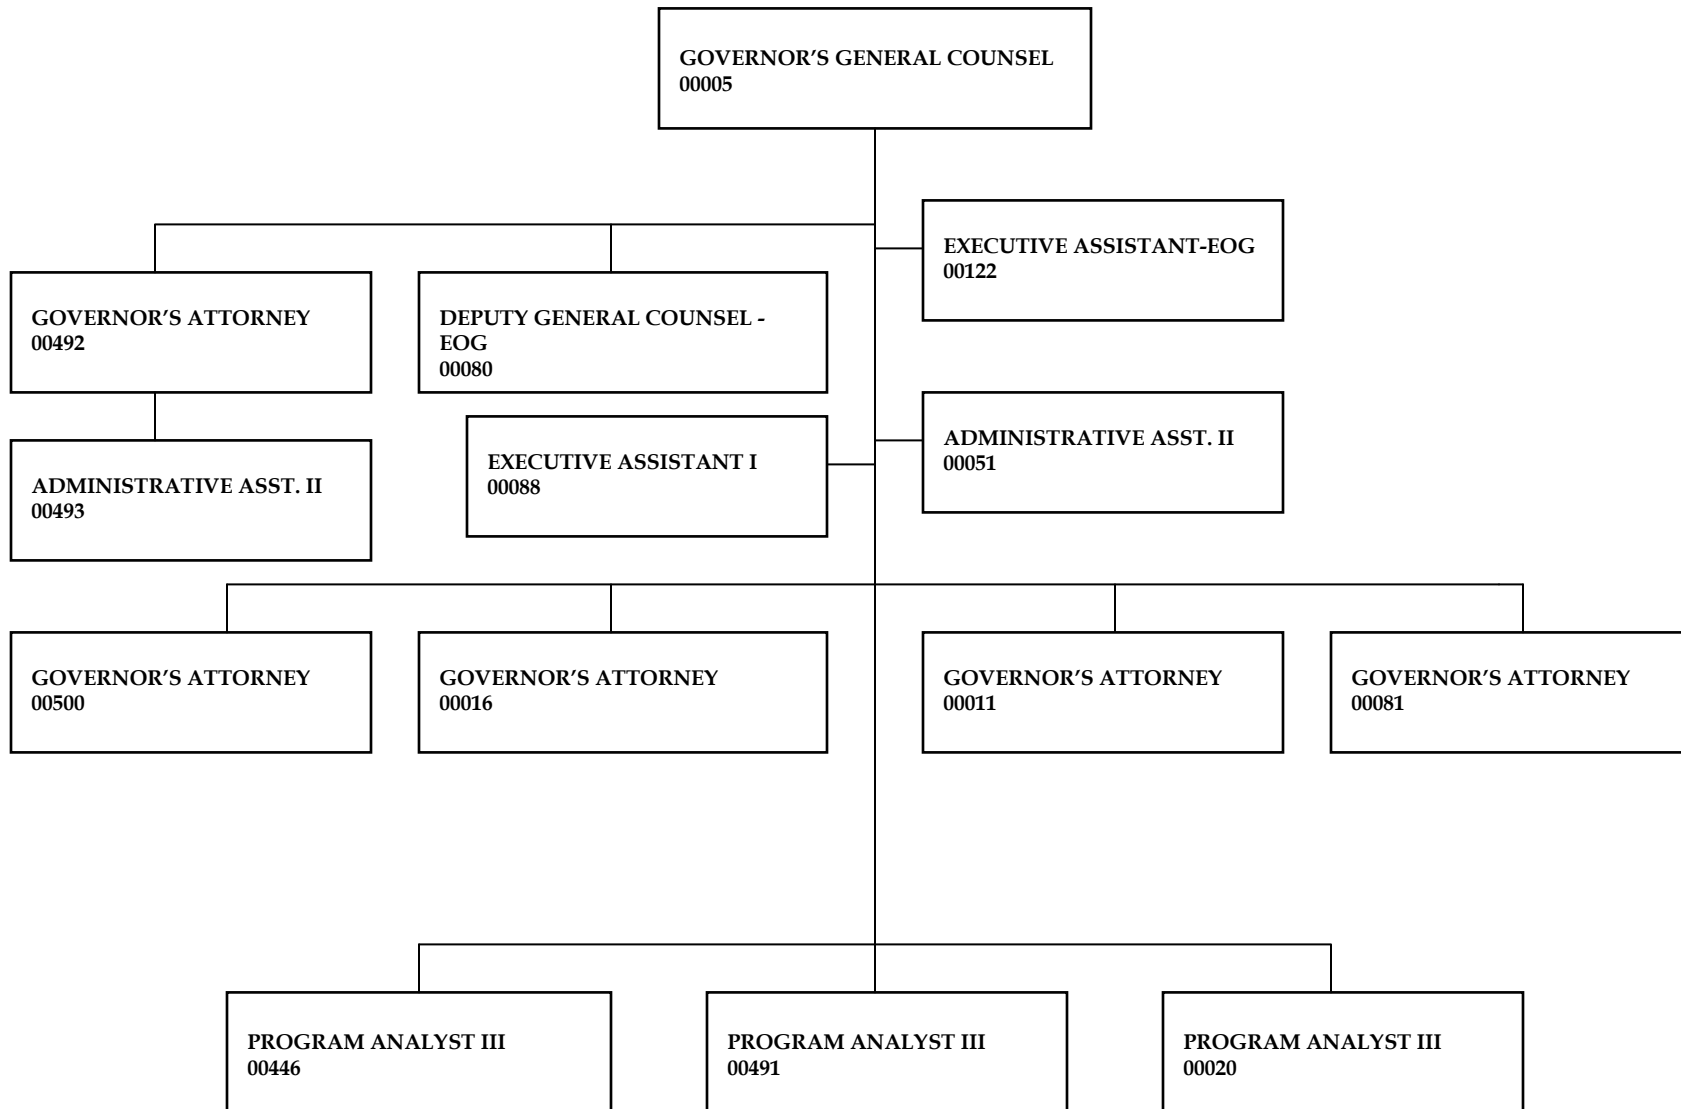 GOVERNOR'S GENERAL COUNSEL
00005
EXECUTIVE ASSISTANT-EOG
00122
GOVERNOR'S ATTORNEY
00492
DEPUTY GENERAL COUNSEL -
EOG
00080
ADMINISTRATIVE ASST. II
00051
EXECUTIVE ASSISTANT I
00088
ADMINISTRATIVE ASST. II
00493
GOVERNOR'S ATTORNEY
00500
GOVERNOR'S ATTORNEY
00016
GOVERNOR'S ATTORNEY
00011
GOVERNOR'S ATTORNEY
00081
PROGRAM ANALYST III
00446
PROGRAM ANALYST III
00491
PROGRAM ANALYST III
00020